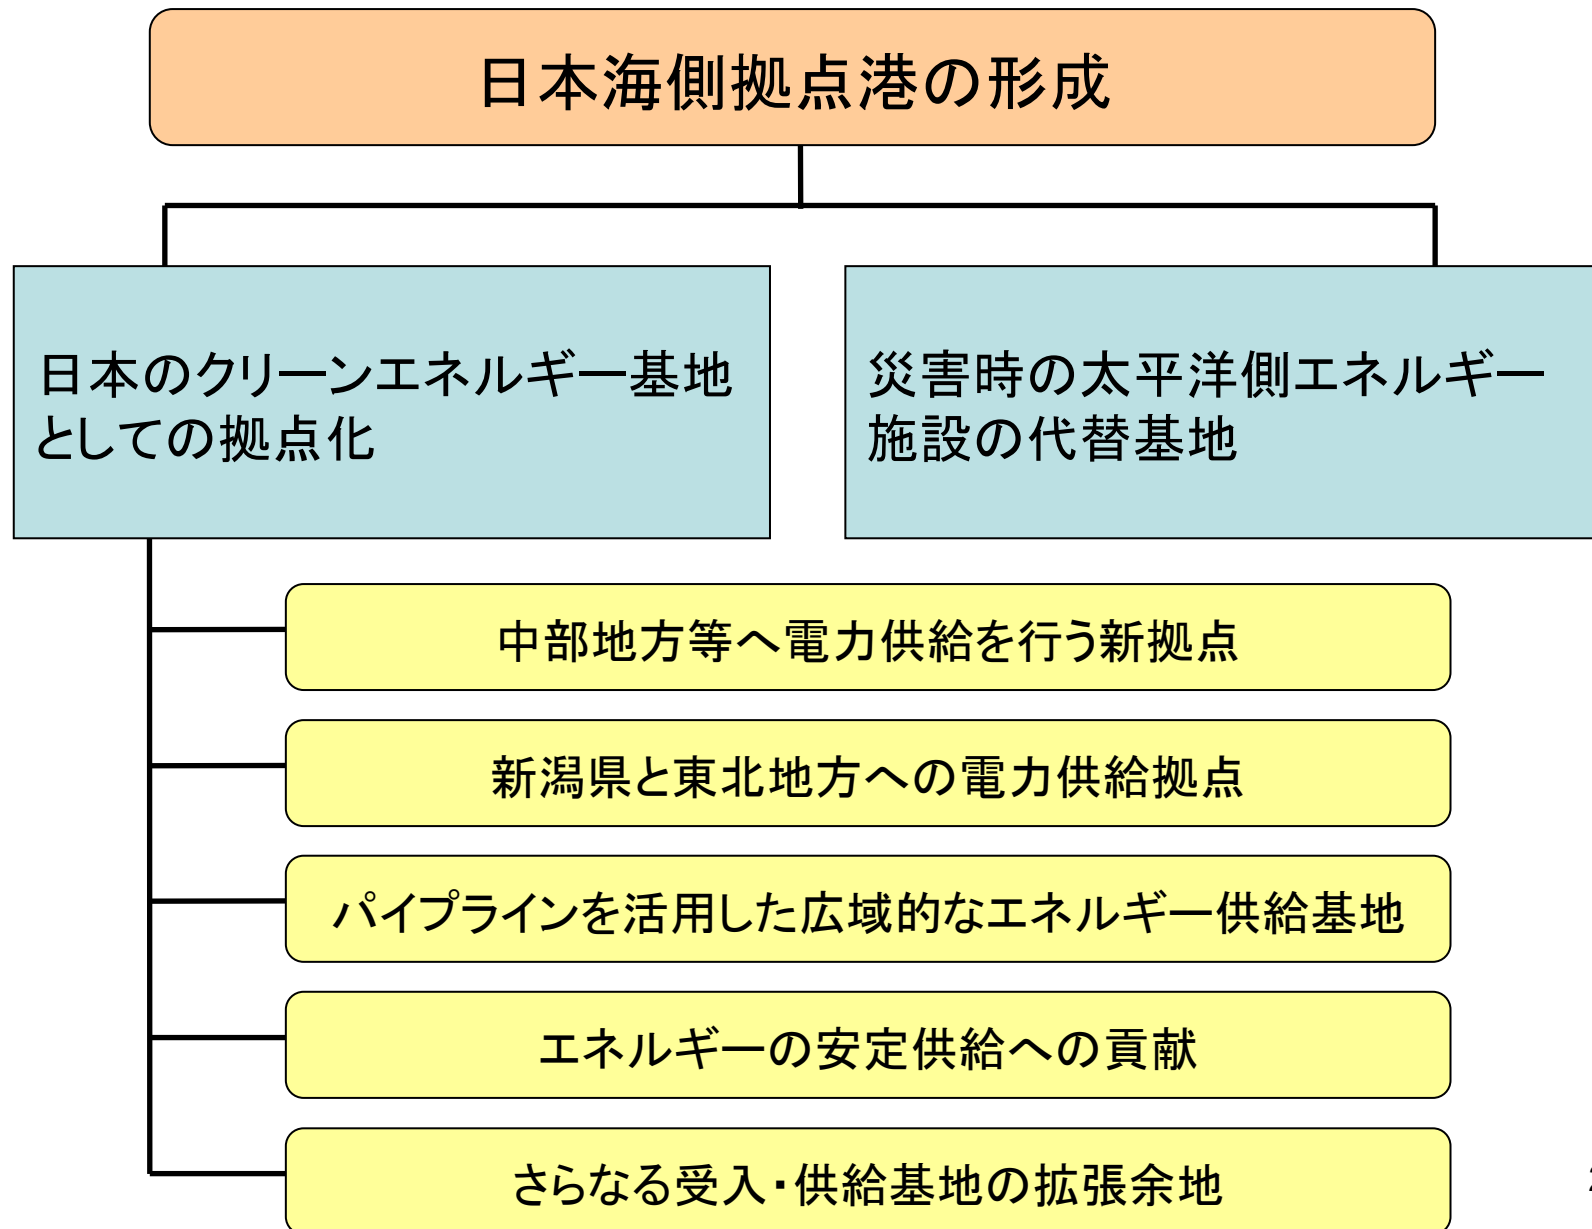 日本海側拠点港の形成
日本のクリーンエネルギー基地
としての拠点化
災害時の太平洋側エネルギー
施設の代替基地
中部地方等へ電力供給を行う新拠点
新潟県と東北地方への電力供給拠点
パイプラインを活用した広域的なエネルギー供給基地
エネルギーの安定供給への貢献
さらなる受入・供給基地の拡張余地